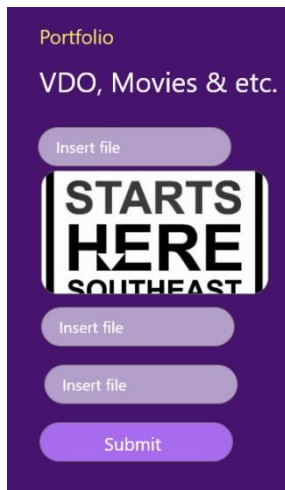 Portfolio
VDO, Movies & etc.
Insert file
STARTS
HERE
SOUTHEAST
Insert file
Insert file
Submit